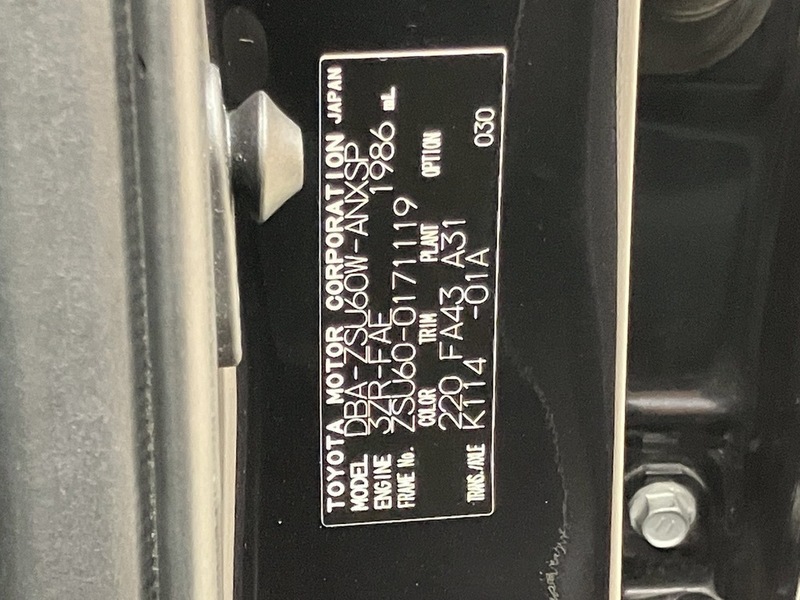 TOYOTA MOTOR CORPORATION JAPAN
MODEL DBA-ZSU60W-ANXSP
ENGINE 3ZR-FAE 1986 mL
FRAME No. ZSU60-0171119
COLOR TRIM PLANT OPTION
220 FA43 A31
TRANS./AXLE K114 -01A 030